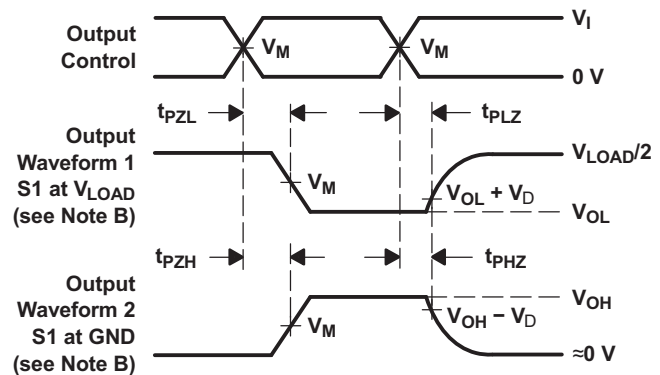 Output
Control
V_M
V_M
V_I
0 V
t_PZL
t_PLZ
Output
Waveform 1
S1 at V_LOAD
(see Note B)
V_M
V_LOAD/2
V_OL + V_D
V_OL
t_PZH
t_PHZ
Output
Waveform 2
S1 at GND
(see Note B)
V_M
V_OH
V_OH − V_D
≈0 V